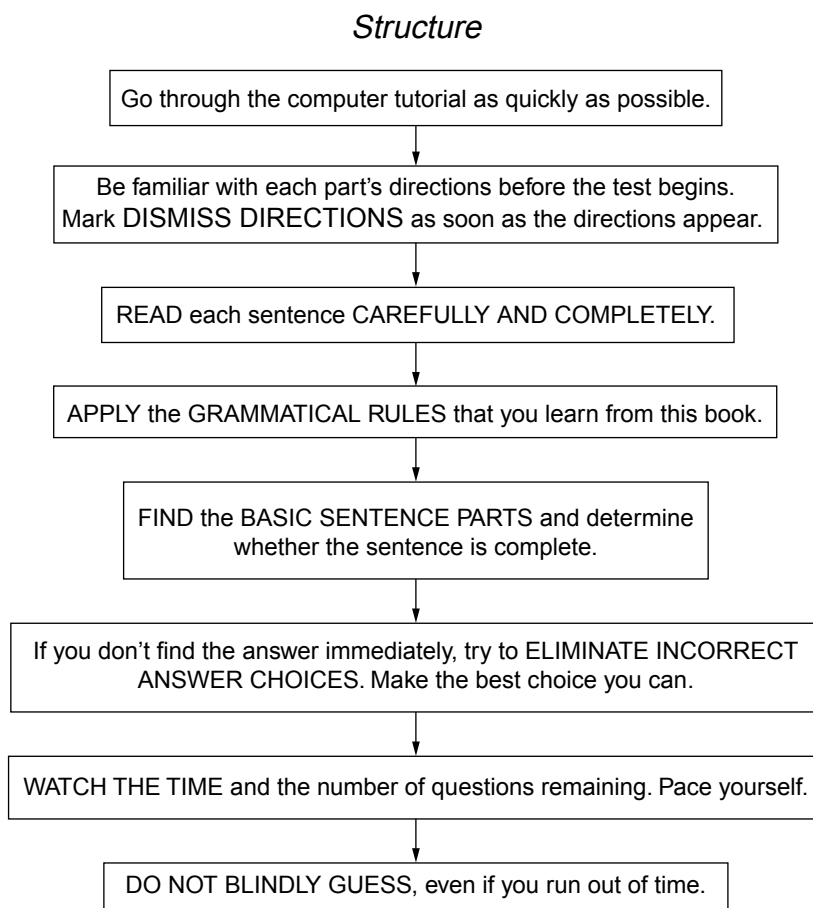 Structure
Go through the computer tutorial as quickly as possible.
Be familiar with each part’s directions before the test begins.
Mark DISMISS DIRECTIONS as soon as the directions appear.
READ each sentence CAREFULLY AND COMPLETELY.
APPLY the GRAMMATICAL RULES that you learn from this book.
FIND the BASIC SENTENCE PARTS and determine
whether the sentence is complete.
If you don’t find the answer immediately, try to ELIMINATE INCORRECT
ANSWER CHOICES. Make the best choice you can.
WATCH THE TIME and the number of questions remaining. Pace yourself.
DO NOT BLINDLY GUESS, even if you run out of time.